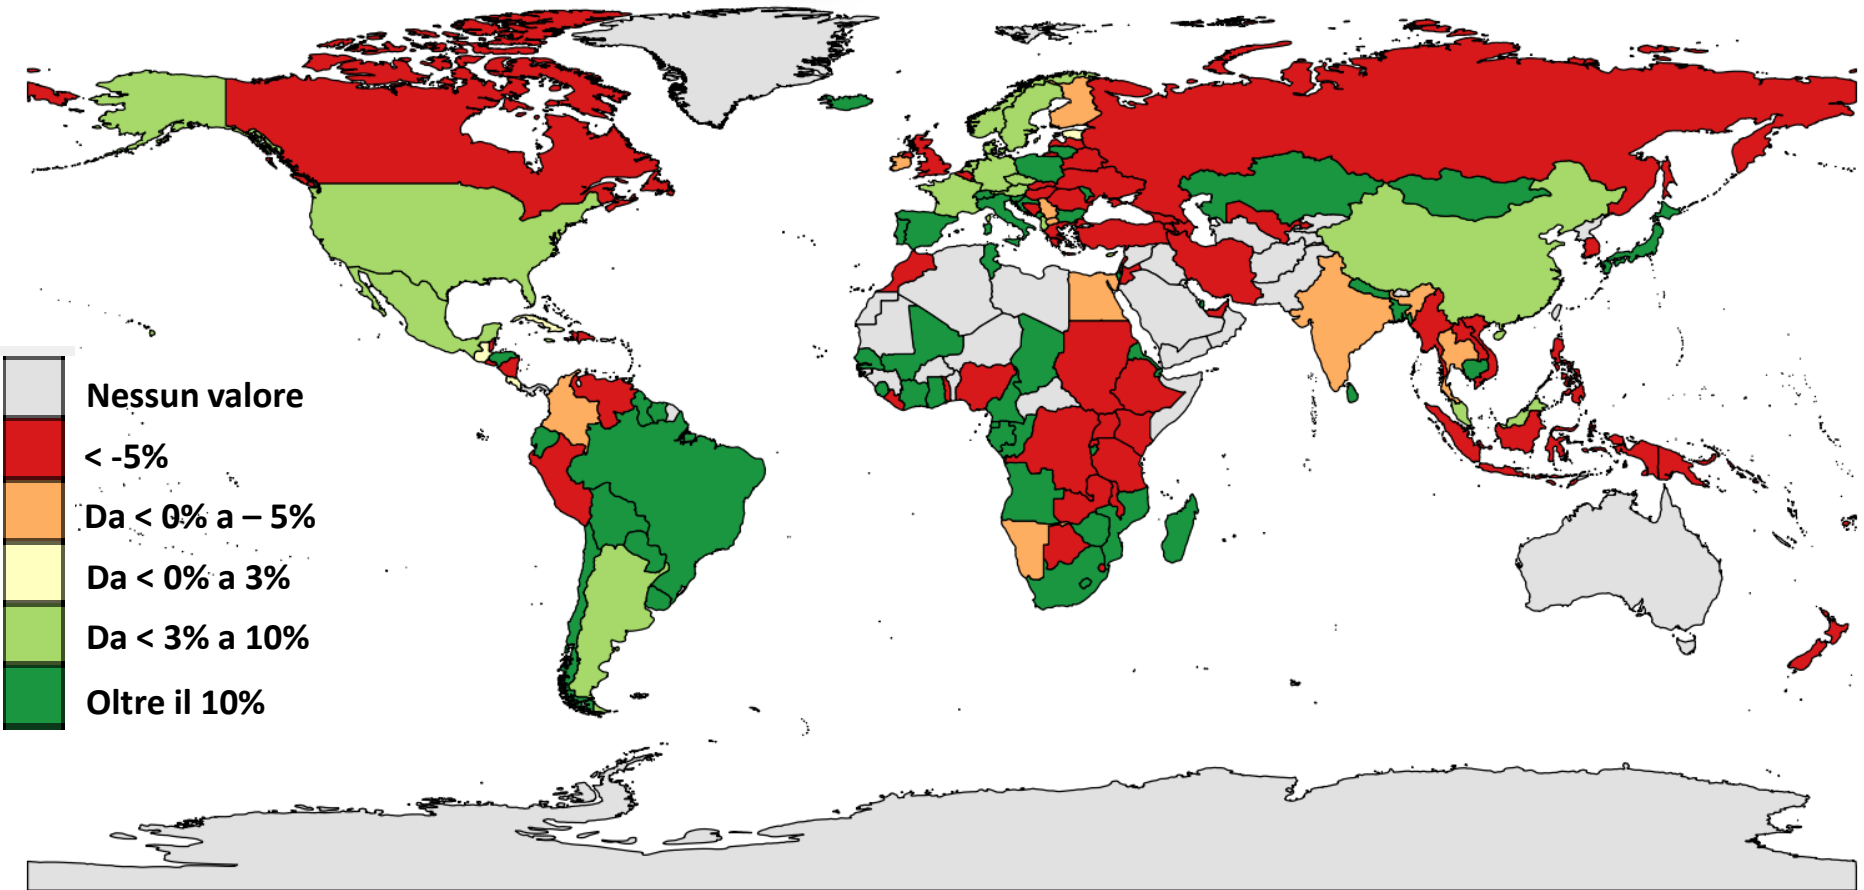 Nessun valore
< -5%
Da < 0% a – 5%
Da < 0% a 3%
Da < 3% a 10%
Oltre il 10%